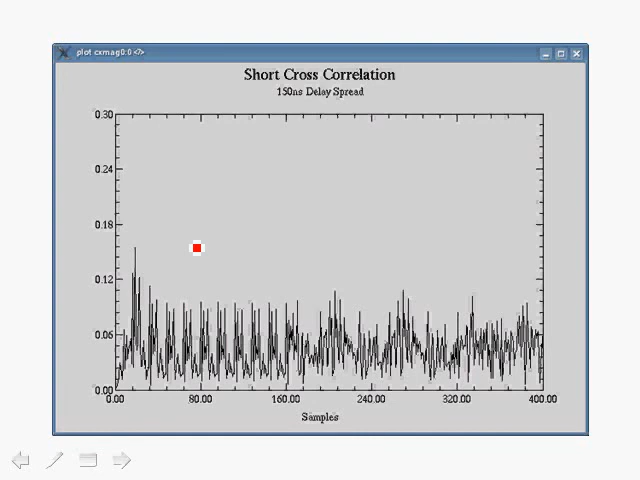 plot cxmag0:0 <7>
Short Cross Correlation
150ns Delay Spread
0.30
0.24
0.18
0.12
0.06
0.00
0.00 80.00 160.00 240.00 320.00 400.00
Samples